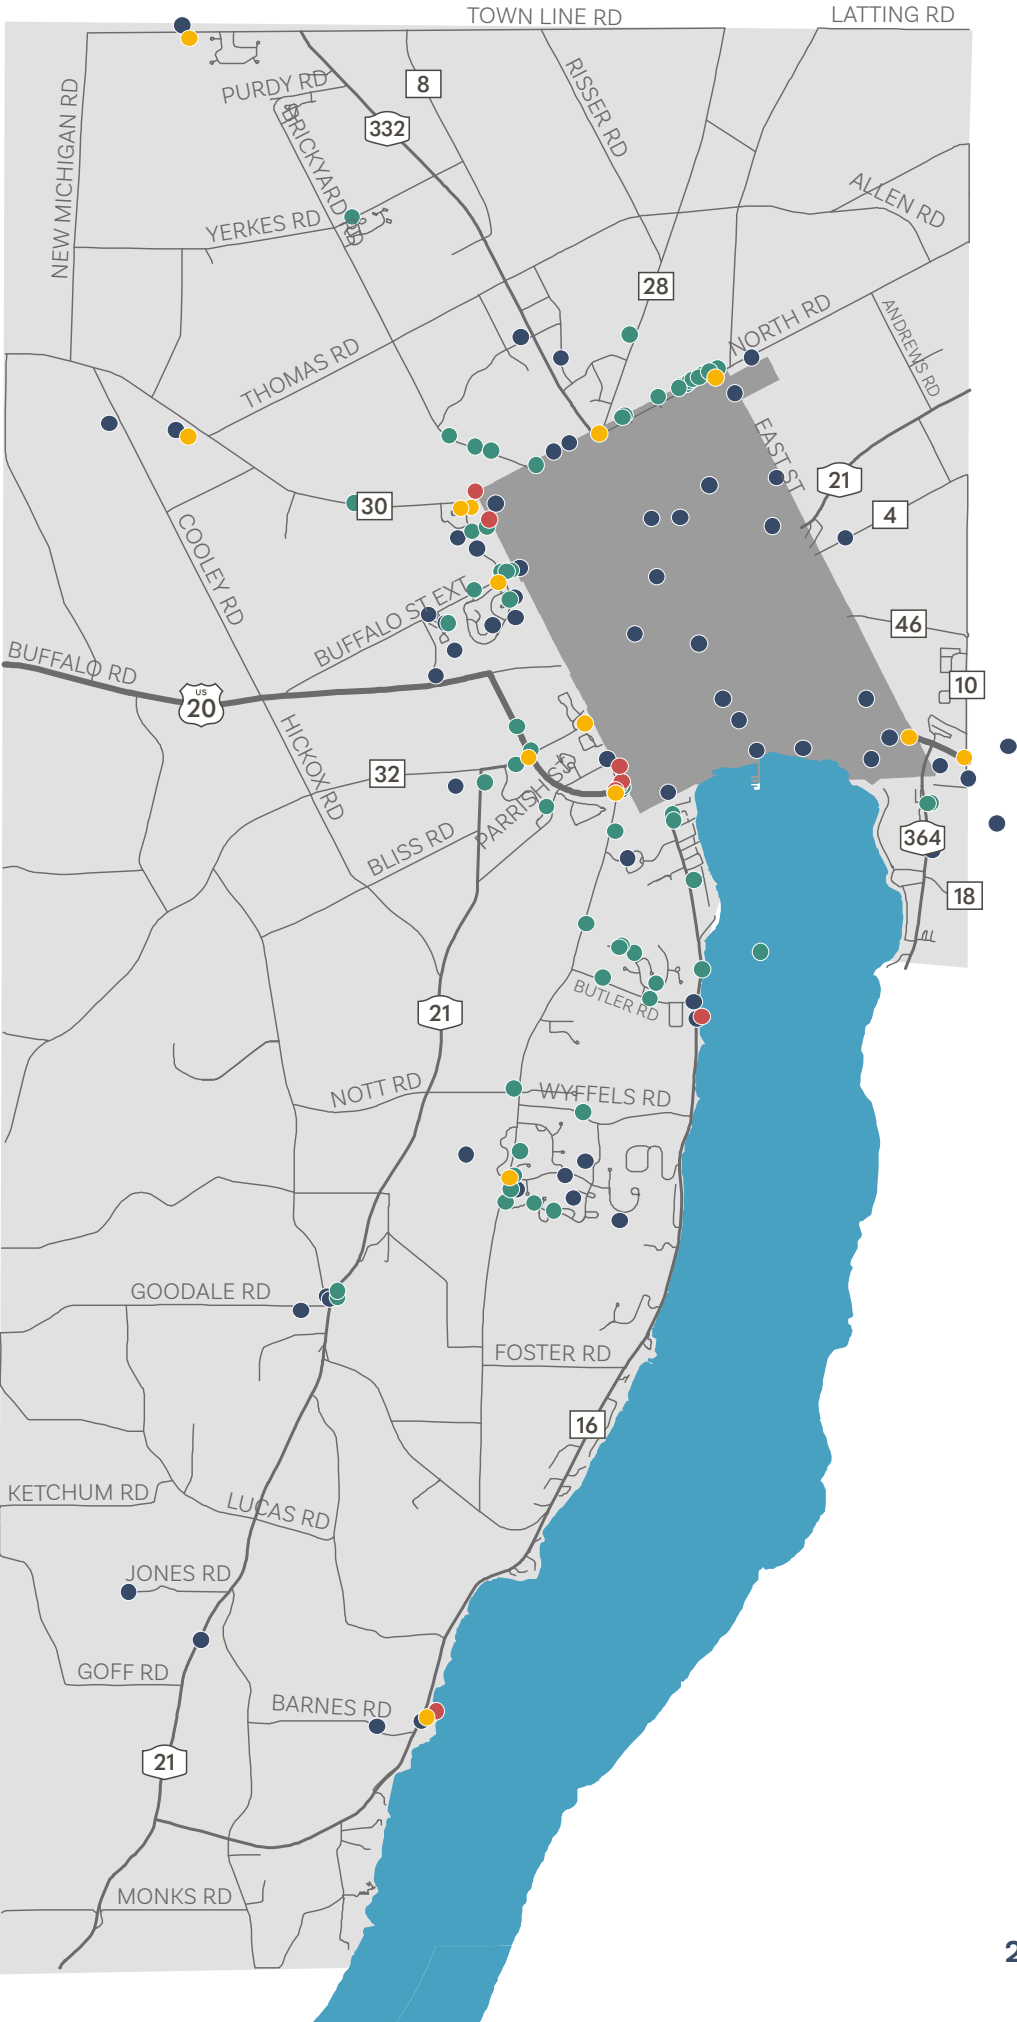 TOWN LINE RD
LATTING RD
PURDY RD
8
332
RISSER RD
NEW MICHIGAN RD
BRICKYARD RD
YERKES RD
ALLEN RD
28
NORTH RD
ANDREWS RD
THOMAS RD
EAST ST
21
30
4
COOLEY RD
BUFFALO ST EXT
46
BUFFALO RD
US
20
10
HICKOX RD
32
PARRISH ST
BLISS RD
364
18
21
BUTLER RD
NOTT RD
WYFFELS RD
GOODALE RD
FOSTER RD
16
KETCHUM RD
LUCAS RD
JONES RD
GOFF RD
BARNES RD
21
MONKS RD
2